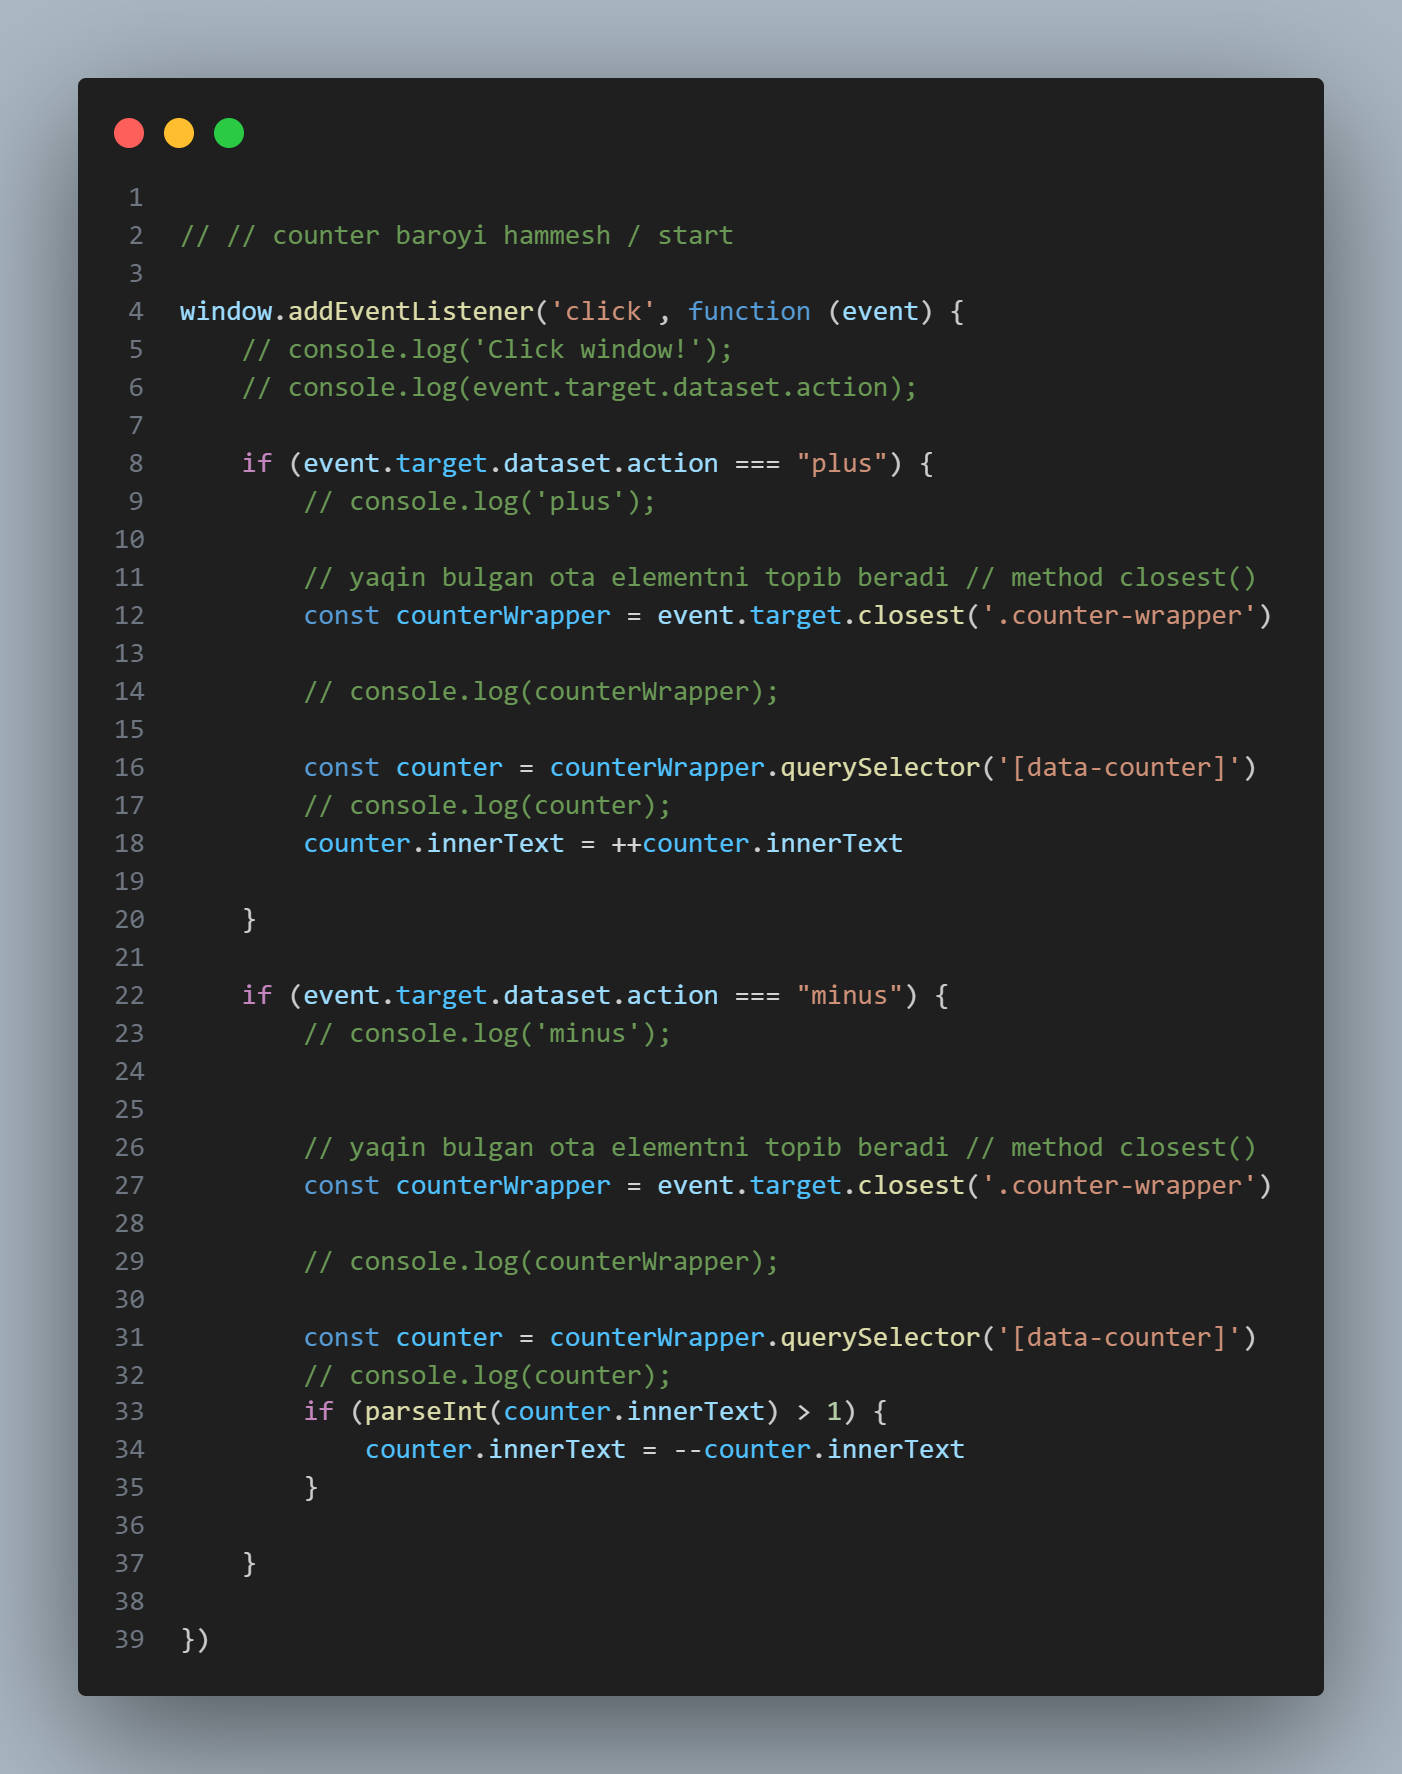 1
2 // // counter baroyi hammesh / start
3
4 window.addEventListener('click', function (event) {
5     // console.log('Click window!');
6     // console.log(event.target.dataset.action);
7
8     if (event.target.dataset.action === "plus") {
9         // console.log('plus');
10
11         // yaqin bulgan ota elementni topib beradi // method closest()
12         const counterWrapper = event.target.closest('.counter-wrapper')
13
14         // console.log(counterWrapper);
15
16         const counter = counterWrapper.querySelector('[data-counter]')
17         // console.log(counter);
18         counter.innerText = ++counter.innerText
19
20     }
21
22     if (event.target.dataset.action === "minus") {
23         // console.log('minus');
24
25
26         // yaqin bulgan ota elementni topib beradi // method closest()
27         const counterWrapper = event.target.closest('.counter-wrapper')
28
29         // console.log(counterWrapper);
30
31         const counter = counterWrapper.querySelector('[data-counter]')
32         // console.log(counter);
33         if (parseInt(counter.innerText) > 1) {
34             counter.innerText = --counter.innerText
35         }
36
37     }
38
39 })